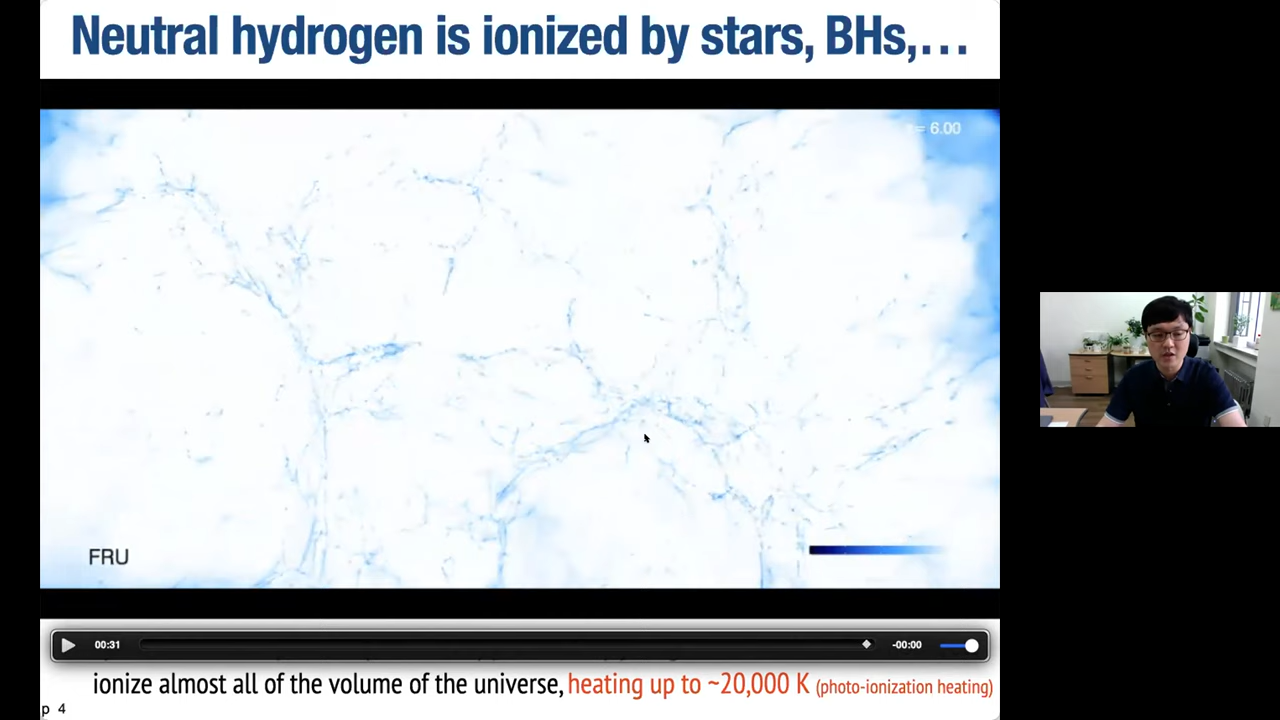 Neutral hydrogen is ionized by stars, BHs,...
= 6.00
FRU
00:31
-00:00
ionize almost all of the volume of the universe, heating up to ~20,000 K (photo-ionization heating)
p 4